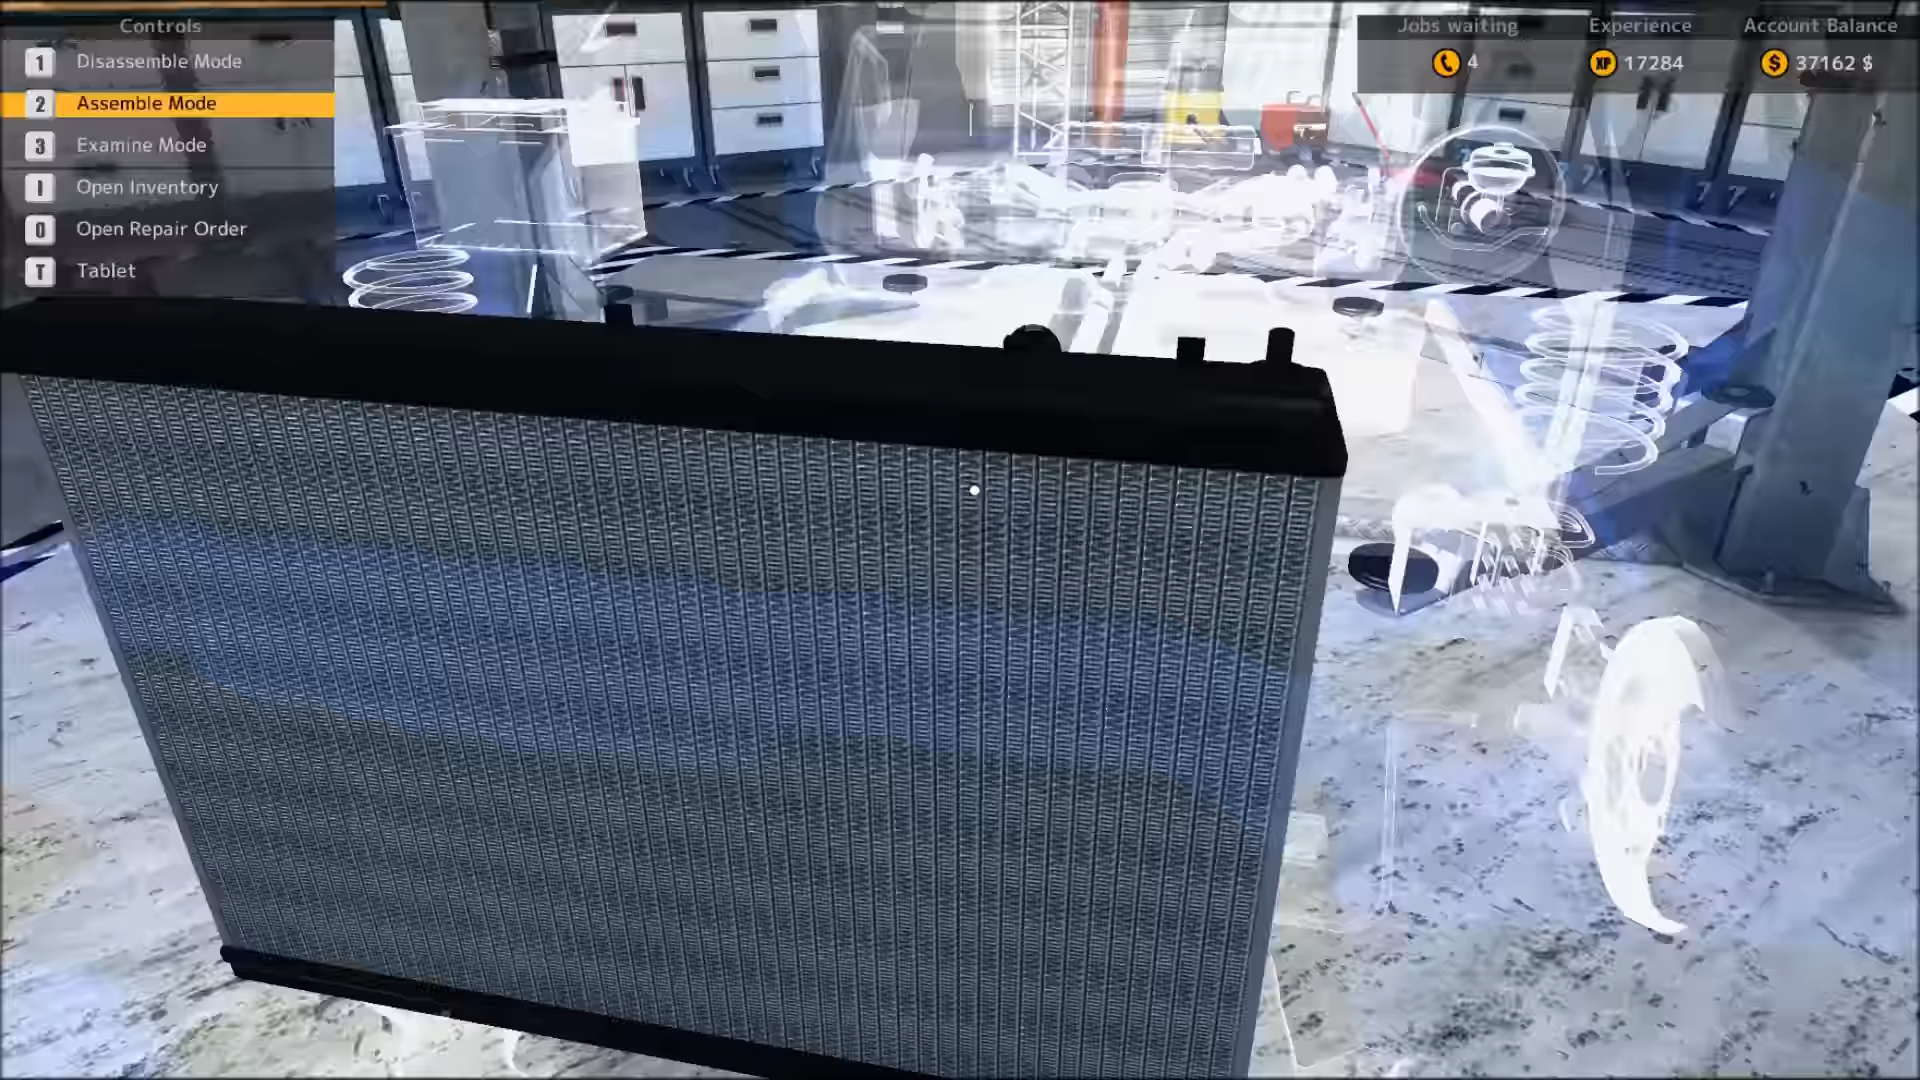 Controls
1 Disassemble Mode
2 Assemble Mode
3 Examine Mode
I Open Inventory
O Open Repair Order
T Tablet
Jobs waiting
4
Experience
XP 17284
Account Balance
$ 37162 $